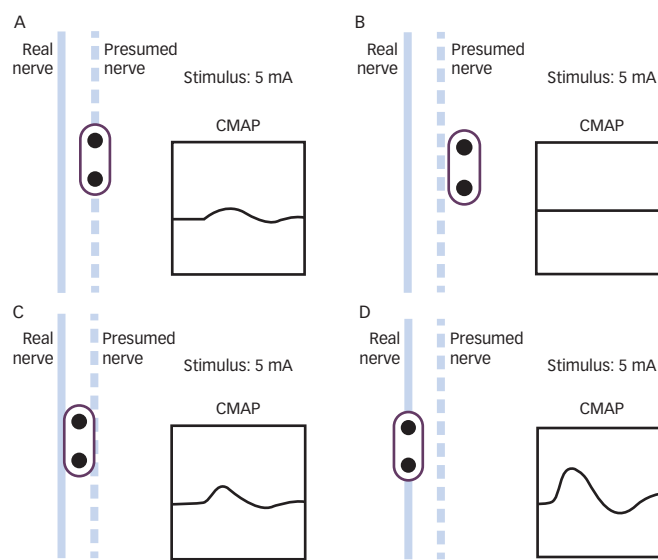 A
Real
nerve
Presumed
nerve
Stimulus: 5 mA
CMAP
B
Real
nerve
Presumed
nerve
Stimulus: 5 mA
CMAP
C
Real
nerve
Presumed
nerve
Stimulus: 5 mA
CMAP
D
Real
nerve
Presumed
nerve
Stimulus: 5 mA
CMAP